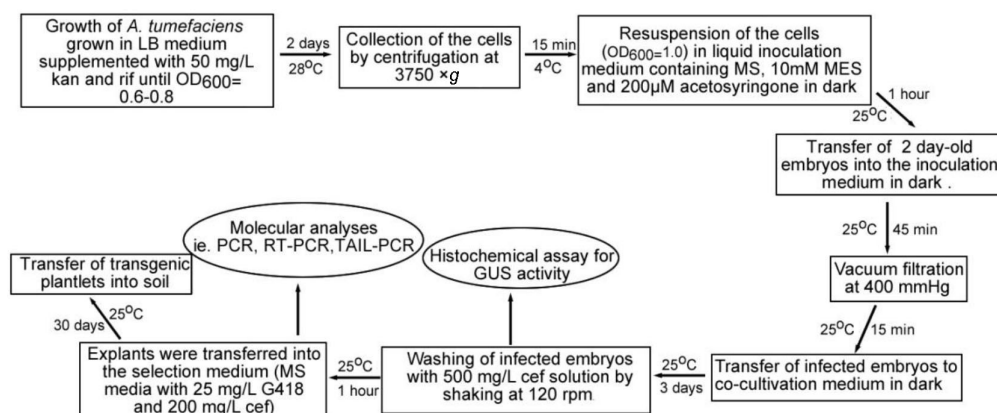 Growth of A. tumefaciens
grown in LB medium
supplemented with 50 mg/L
kan and rif until OD600=
0.6-0.8
2 days
28°C
Collection of the cells
by centrifugation at
3750 ×g
15 min
4°C
Resuspension of the cells
(OD600=1.0) in liquid inoculation
medium containing MS, 10mM MES
and 200µM acetosyringone in dark
1 hour
25°C
Transfer of 2 day-old
embryos into the inoculation
medium in dark .
25°C
45 min
Vacuum filtration
at 400 mmHg
25°C
15 min
Transfer of infected embryos to
co-cultivation medium in dark
25°C
3 days
Washing of infected embryos
with 500 mg/L cef solution by
shaking at 120 rpm
Histochemical assay for
GUS activity
25°C
1 hour
Explants were transferred into
the selection medium (MS
media with 25 mg/L G418
and 200 mg/L cef)
Molecular analyses
ie. PCR, RT-PCR,TAIL-PCR
25°C
30 days
Transfer of transgenic
plantlets into soil